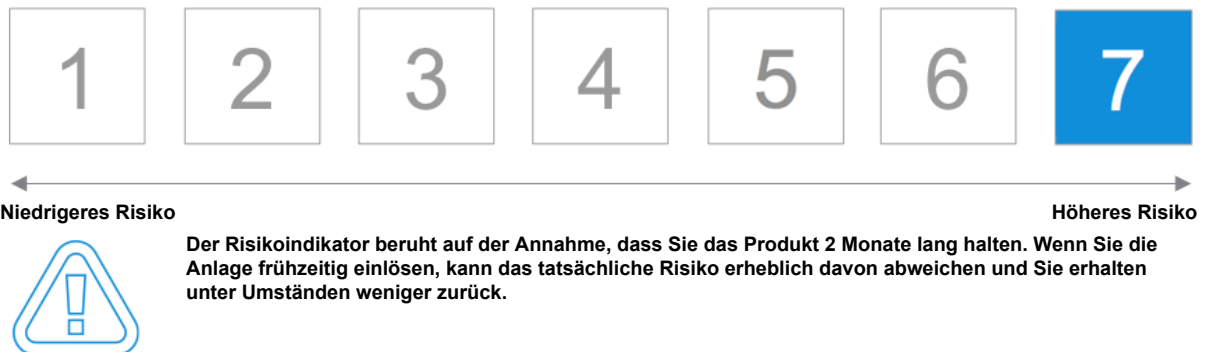 1 2 3 4 5 6 7
Niedrigeres Risiko Höheres Risiko
Der Risikoindikator beruht auf der Annahme, dass Sie das Produkt 2 Monate lang halten. Wenn Sie die
Anlage frühzeitig einlösen, kann das tatsächliche Risiko erheblich davon abweichen und Sie erhalten
unter Umständen weniger zurück.